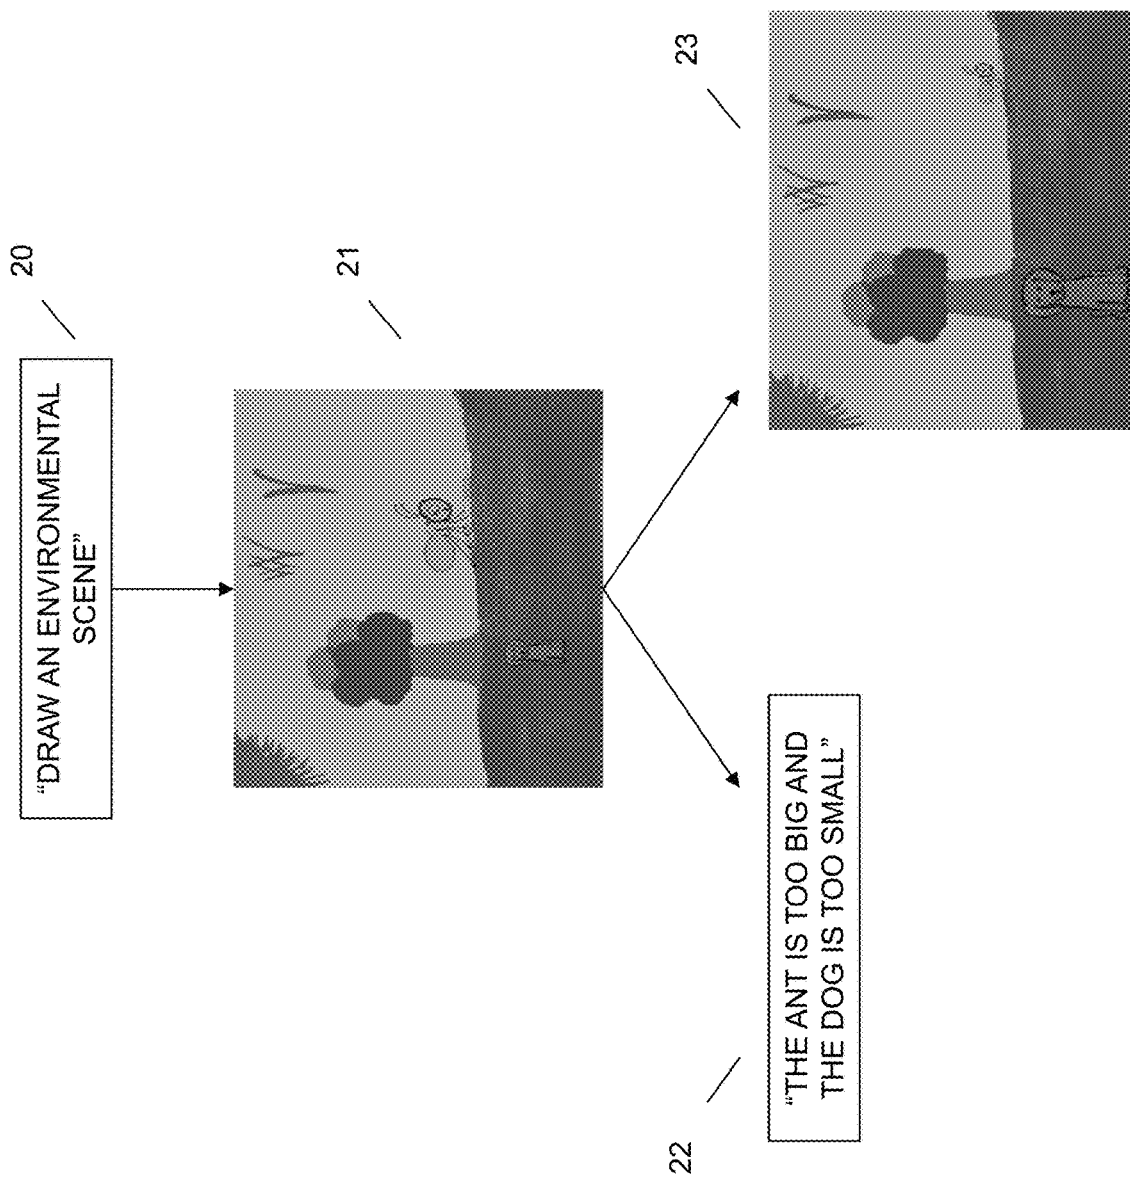 20
“DRAW AN ENVIRONMENTAL
SCENE”
21
22
“THE ANT IS TOO BIG AND
THE DOG IS TOO SMALL”
23